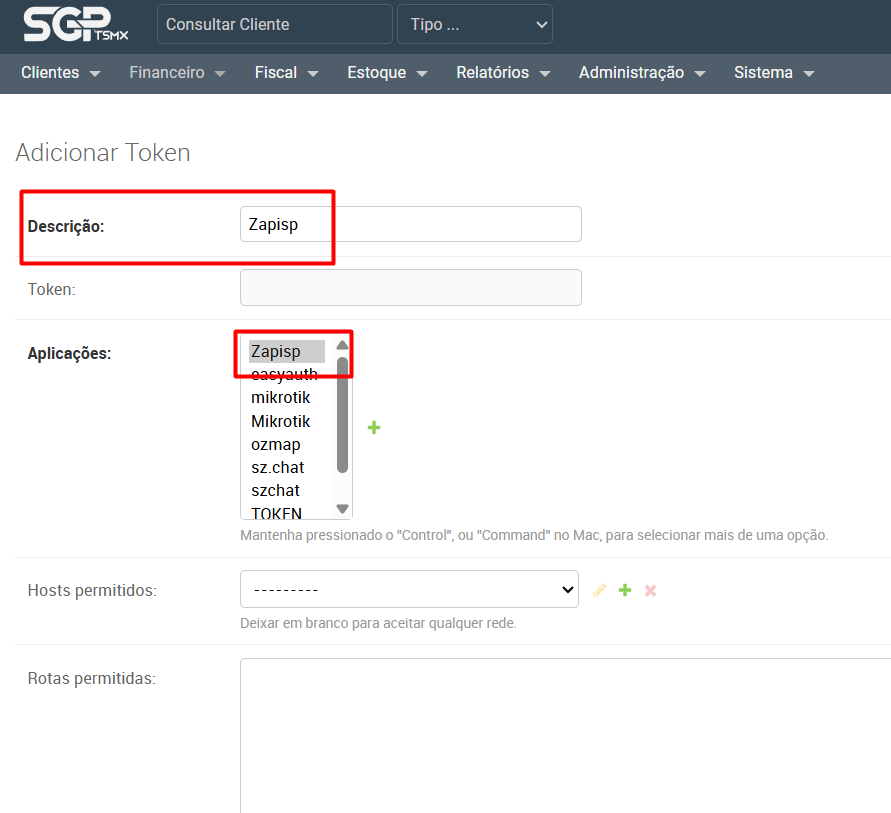 SGP TSMX Consultar Cliente Tipo ...
Clientes Financeiro Fiscal Estoque Relatórios Administração Sistema
Adicionar Token
Descrição: Zapisp
Token:
Aplicações: Zapisp
easyauth
mikrotik
Mikrotik
ozmap
sz.chat
szchat
TOKEN
Mantenha pressionado o "Control", ou "Command" no Mac, para selecionar mais de uma opção.
Hosts permitidos: ---------
Deixar em branco para aceitar qualquer rede.
Rotas permitidas: